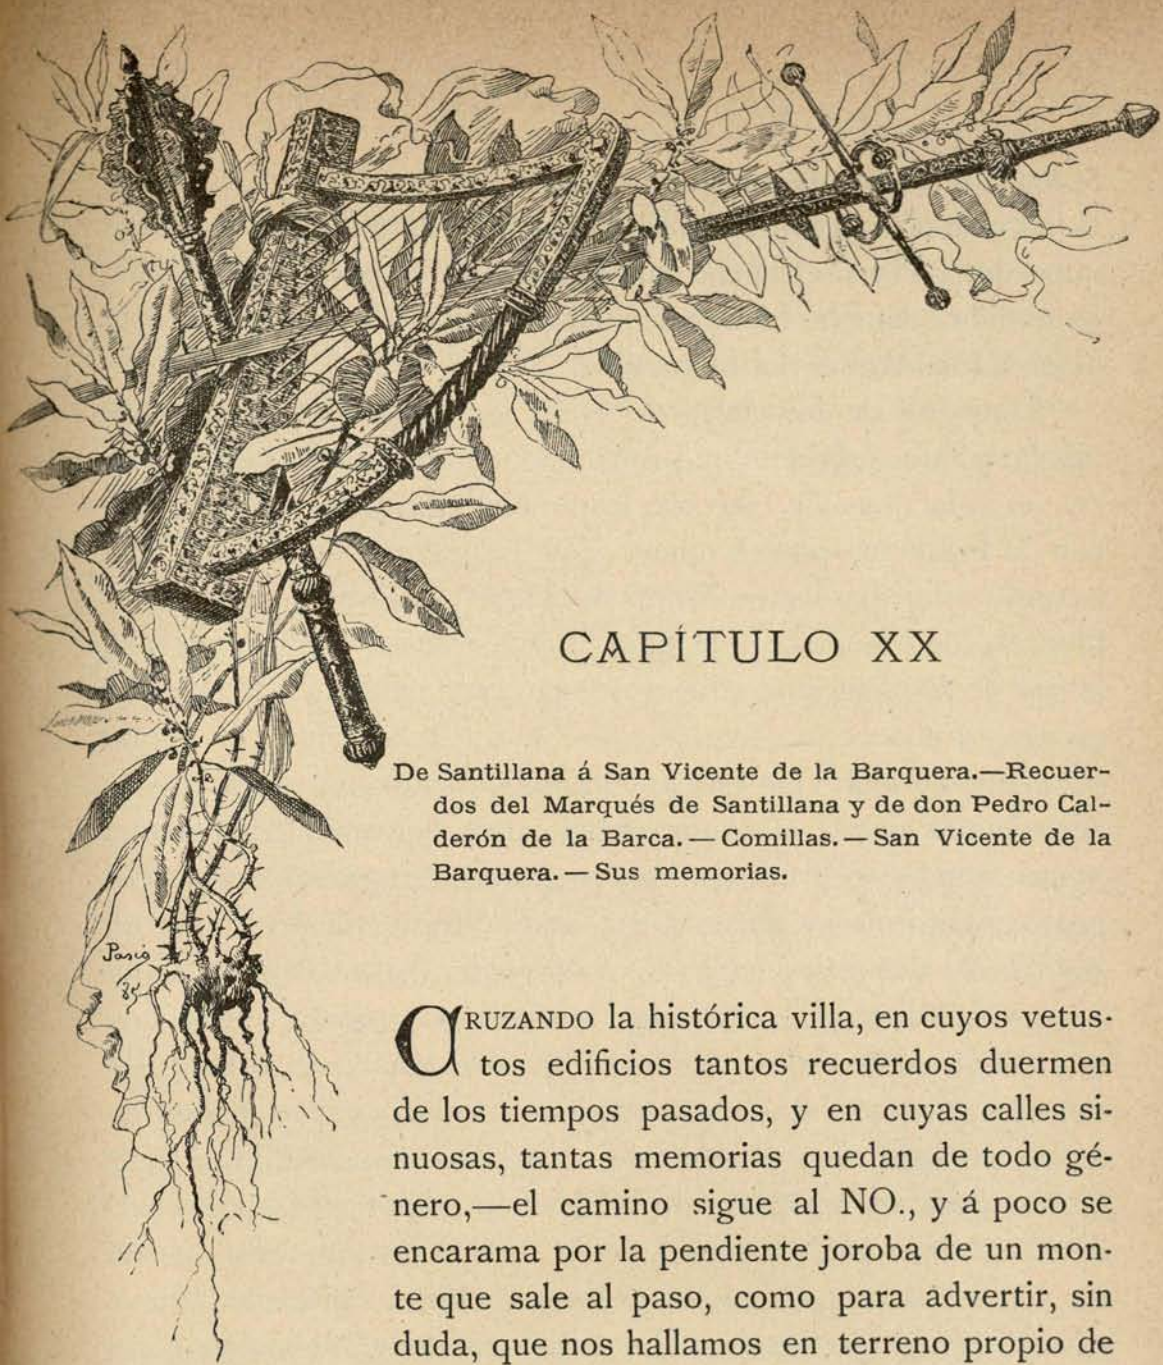 CAPÍTULO XX
De Santillana á San Vicente de la Barquera.—Recuer-
dos del Marqués de Santillana y de don Pedro Cal-
derón de la Barca. — Comillas. — San Vicente de la
Barquera. — Sus memorias.
CRUZANDO la histórica villa, en cuyos vetus-
tos edificios tantos recuerdos duermen
de los tiempos pasados, y en cuyas calles si-
nuosas, tantas memorias quedan de todo gé-
nero,—el camino sigue al NO., y á poco se
encarama por la pendiente joroba de un mon-
te que sale al paso, como para advertir, sin
duda, que nos hallamos en terreno propio de